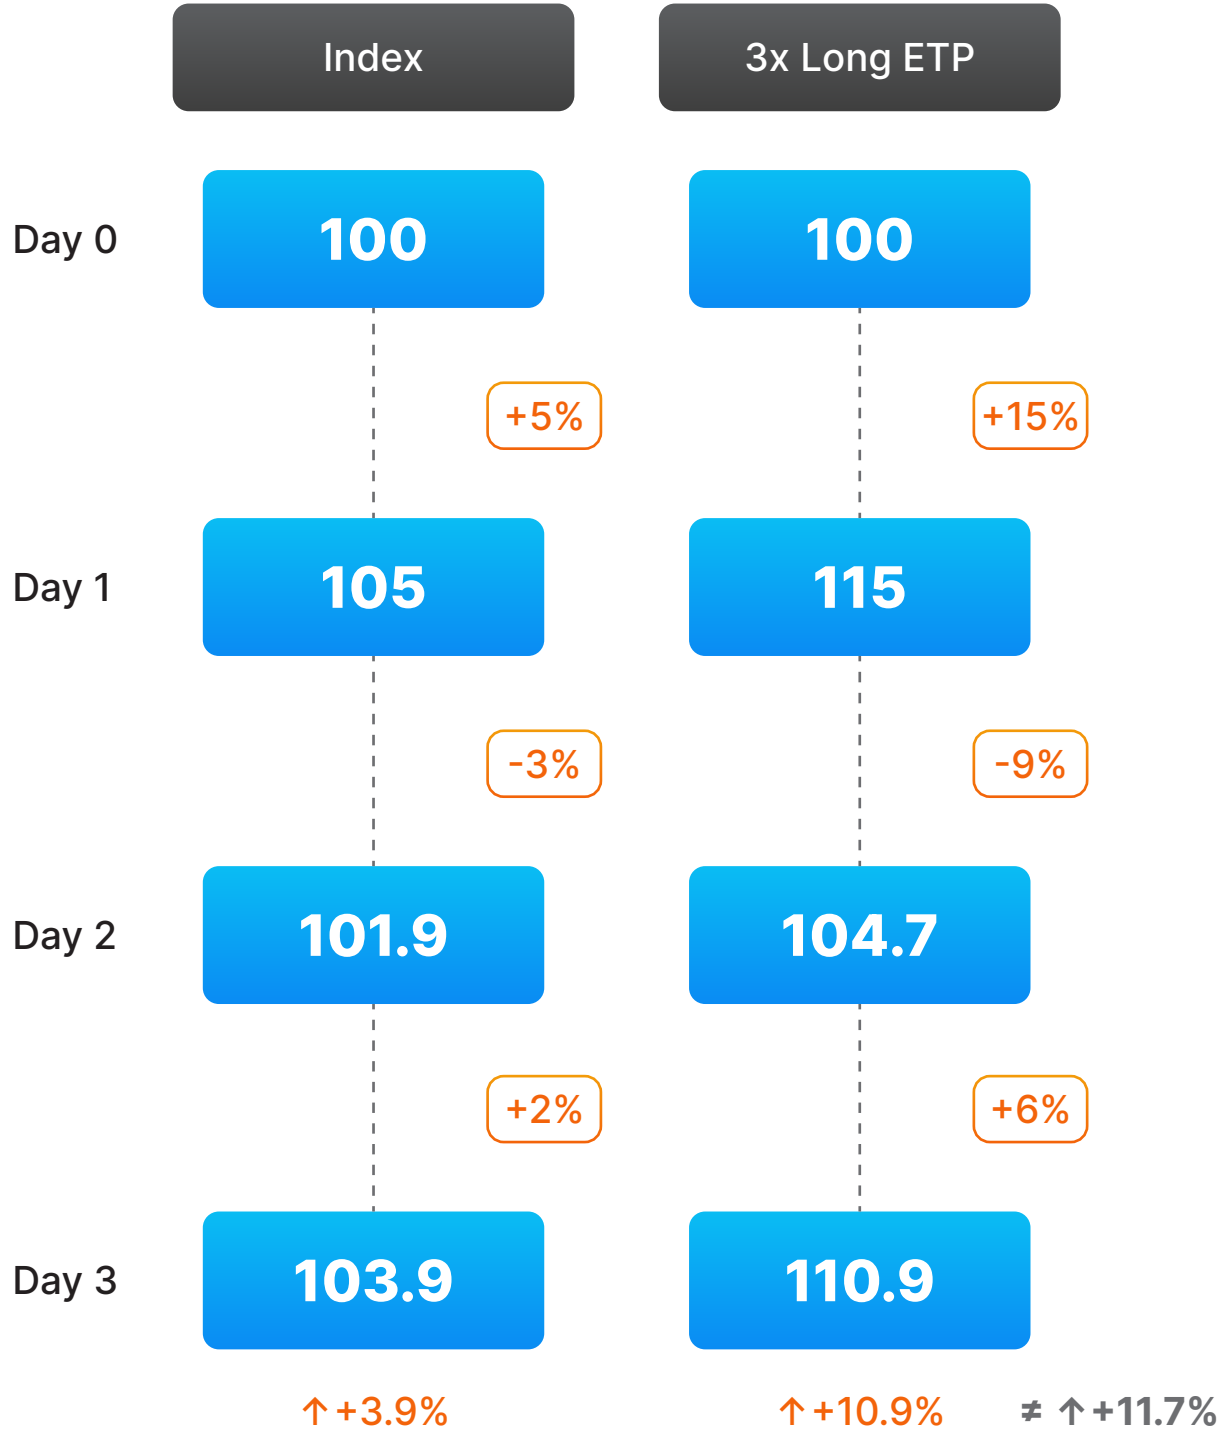 Index 3x Long ETP
Day 0 100 100
+5% +15%
Day 1 105 115
-3% -9%
Day 2 101.9 104.7
+2% +6%
Day 3 103.9 110.9
↑+3.9% ↑+10.9% ≠ ↑+11.7%